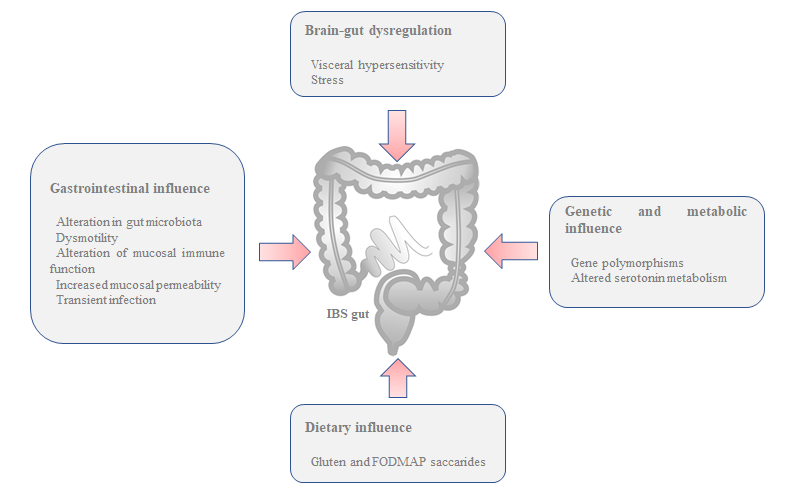 Brain-gut dysregulation
Visceral hypersensitivity
Stress
Gastrointestinal influence
Alteration in gut microbiota
Dysmotility
Alteration of mucosal immune
function
Increased mucosal permeability
Transient infection
Genetic and metabolic
influence
Gene polymorphisms
Altered serotonin metabolism
IBS gut
Dietary influence
Gluten and FODMAP saccarides